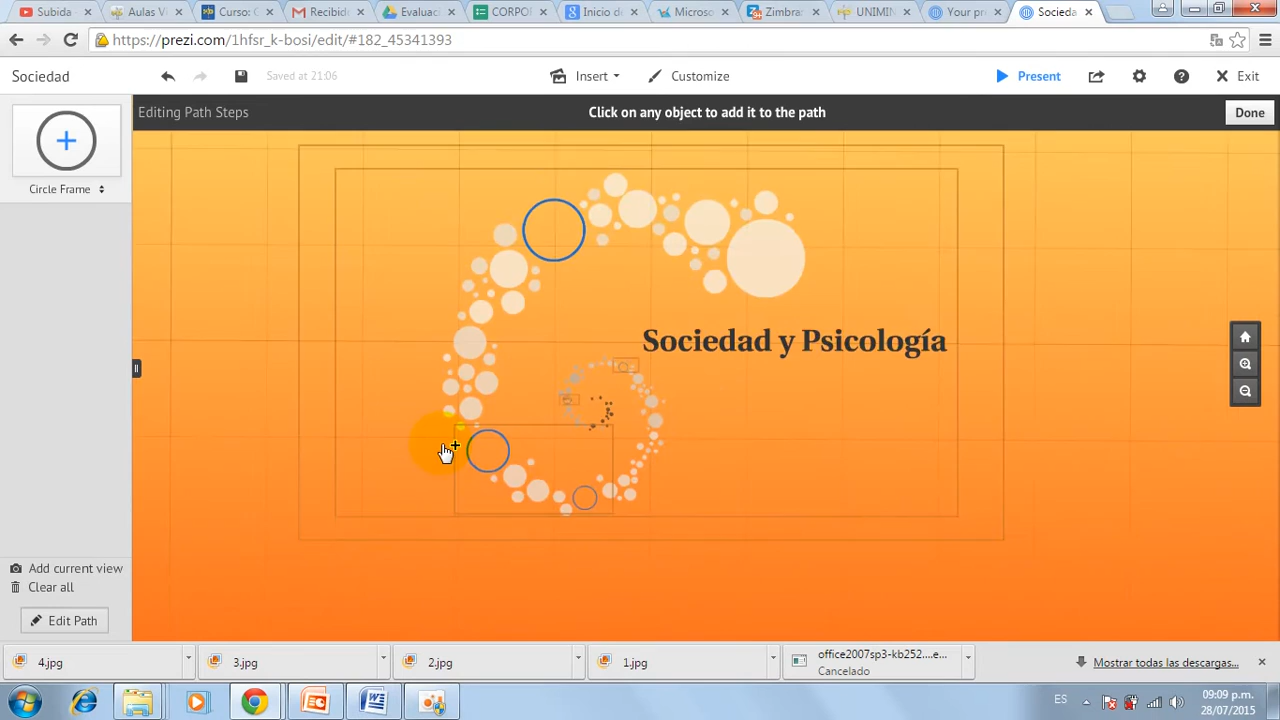 Subida
Aulas V
Curso: G
Recibid
Evaluac
CORPO
Inicio de
Micros
Zimbra
UNIMIN
Your pr
Socieda
https://prezi.com/1hfsr_k-bosi/edit/#182_45341393
Sociedad
Saved at 21:06
Insert
Customize
Present
Exit
Editing Path Steps
Click on any object to add it to the path
Done
Circle Frame
Sociedad y Psicología
Add current view
Clear all
Edit Path
4.jpg
3.jpg
2.jpg
1.jpg
office2007sp3-kb252....e...
Cancelado
Mostrar todas las descargas...
ES
09:09 p.m.
28/07/2015